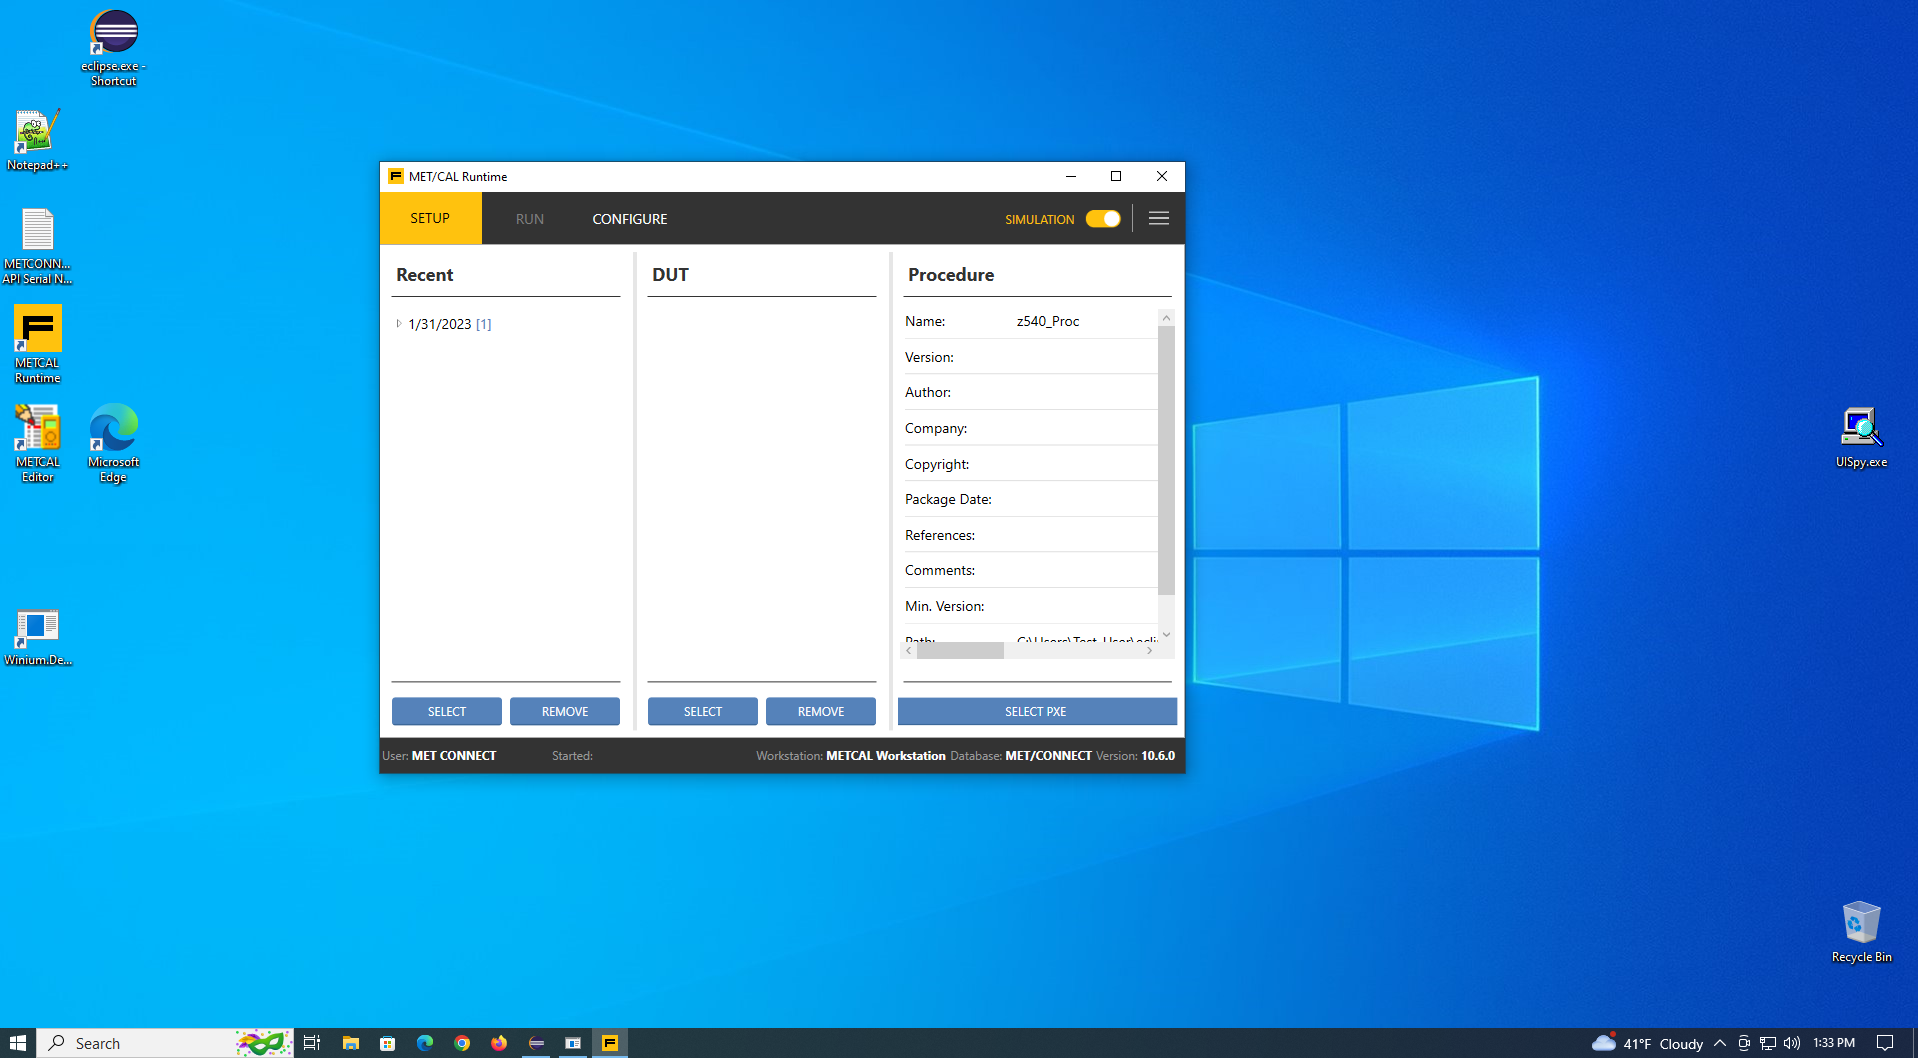 eclipse.exe -
Shortcut
Notepad++
METCONN...
API Serial N...
METCAL
Runtime
METCAL
Editor
Microsoft
Edge
Winium.De...
UISpy.exe
Recycle Bin
MET/CAL Runtime
SETUP
RUN
CONFIGURE
SIMULATION
Recent
1/31/2023 [1]
SELECT
REMOVE
DUT
SELECT
REMOVE
Procedure
Name: z540_Proc
Version:
Author:
Company:
Copyright:
Package Date:
References:
Comments:
Min. Version:
Path: C:\Users\Test_User\ecli
SELECT PXE
User: MET CONNECT Started: Workstation: METCAL Workstation Database: MET/CONNECT Version: 10.6.0
Search
41°F Cloudy
1:33 PM